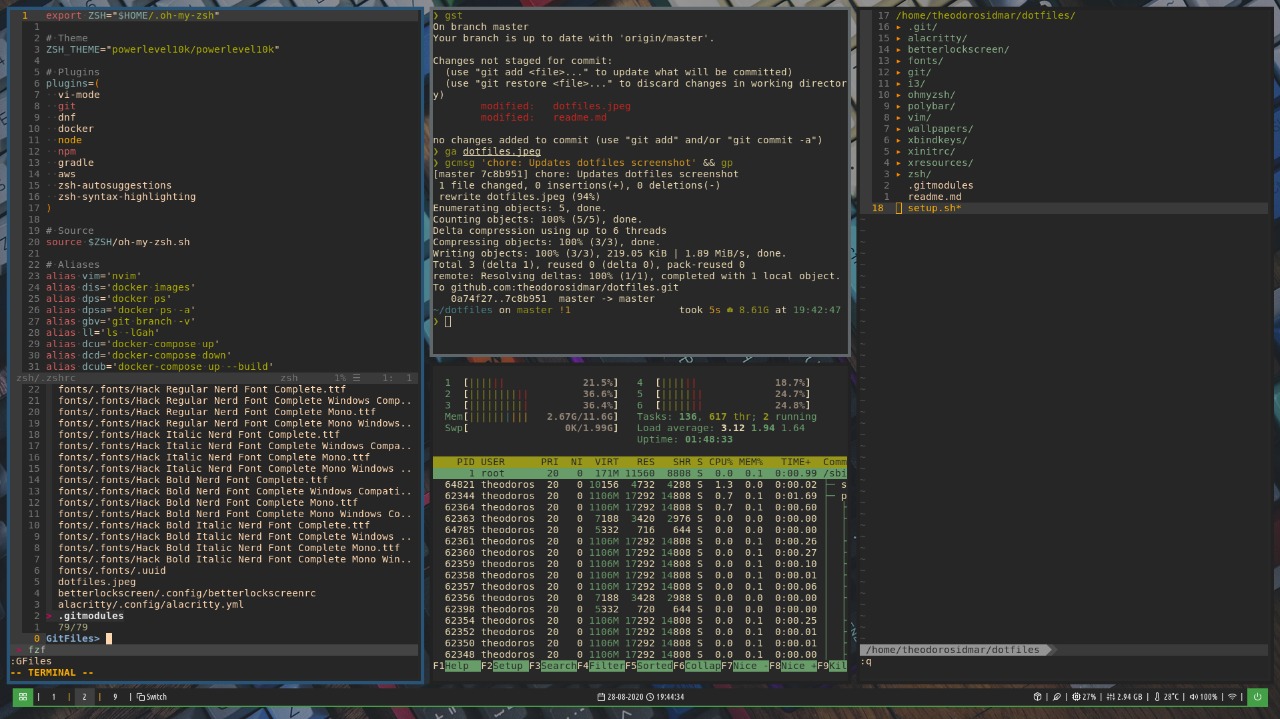 1 export ZSH="$HOME/.oh-my-zsh"
1
2 # Theme
3 ZSH_THEME="powerlevel10k/powerlevel10k"
4
5 # Plugins
6 plugins=(
7 vi-mode
8 git
9 dnf
10 docker
11 node
12 npm
13 gradle
14 aws
15 zsh-autosuggestions
16 zsh-syntax-highlighting
17 )
18
19 # Source
20 source $ZSH/oh-my-zsh.sh
21
22 # Aliases
23 alias vim='nvim'
24 alias dis='docker images'
25 alias dps='docker ps'
26 alias dpsa='docker ps -a'
27 alias gbv='git branch -v'
28 alias ll='ls -lGah'
29 alias dcu='docker-compose up'
30 alias dcd='docker-compose down'
31 alias dcub='docker-compose up --build'
zsh/.zshrc zsh ~1% ☰ 1: 1
22 fonts/.fonts/Hack Regular Nerd Font Complete.ttf
21 fonts/.fonts/Hack Regular Nerd Font Complete Windows Comp..
20 fonts/.fonts/Hack Regular Nerd Font Complete Mono.ttf
19 fonts/.fonts/Hack Regular Nerd Font Complete Mono Windows..
18 fonts/.fonts/Hack Italic Nerd Font Complete.ttf
17 fonts/.fonts/Hack Italic Nerd Font Complete Windows Compa..
16 fonts/.fonts/Hack Italic Nerd Font Complete Mono.ttf
15 fonts/.fonts/Hack Italic Nerd Font Complete Mono Windows ..
14 fonts/.fonts/Hack Bold Nerd Font Complete.ttf
13 fonts/.fonts/Hack Bold Nerd Font Complete Windows Compati..
12 fonts/.fonts/Hack Bold Nerd Font Complete Mono.ttf
11 fonts/.fonts/Hack Bold Nerd Font Complete Mono Windows Co..
10 fonts/.fonts/Hack Bold Italic Nerd Font Complete.ttf
9 fonts/.fonts/Hack Bold Italic Nerd Font Complete Windows ..
8 fonts/.fonts/Hack Bold Italic Nerd Font Complete Mono.ttf
7 fonts/.fonts/Hack Bold Italic Nerd Font Complete Mono Win..
6 fonts/.fonts/.uuid
5 dotfiles.jpeg
4 betterlockscreen/.config/betterlockscreenrc
3 alacritty/.config/alacritty.yml
2 > .gitmodules
1 79/79
0 GitFiles>
> fzf
:GFiles
-- TERMINAL --
❯ gst
On branch master
Your branch is up to date with 'origin/master'.

Changes not staged for commit:
(use "git add <file>..." to update what will be committed)
(use "git restore <file>..." to discard changes in working director
y)
modified: dotfiles.jpeg
modified: readme.md

no changes added to commit (use "git add" and/or "git commit -a")
❯ ga dotfiles.jpeg
❯ gcmsg 'chore: Updates dotfiles screenshot' && gp
[master 7c8b951] chore: Updates dotfiles screenshot
1 file changed, 0 insertions(+), 0 deletions(-)
rewrite dotfiles.jpeg (94%)
Enumerating objects: 5, done.
Counting objects: 100% (5/5), done.
Delta compression using up to 6 threads
Compressing objects: 100% (3/3), done.
Writing objects: 100% (3/3), 219.05 KiB | 1.89 MiB/s, done.
Total 3 (delta 1), reused 0 (delta 0), pack-reused 0
remote: Resolving deltas: 100% (1/1), completed with 1 local object.
To github.com:theodorosidmar/dotfiles.git
0a74f27..7c8b951 master -> master
~/dotfiles on master !1 took 5s 8.61G at 19:42:47
❯
1 [|||||| 21.5%] 4 [|||||| 18.7%]
2 [|||||||||| 36.6%] 5 [||||||| 24.7%]
3 [|||||||||| 36.4%] 6 [||||||| 24.8%]
Mem[|||||||||| 2.67G/11.6G] Tasks: 136, 617 thr; 2 running
Swp[ 0K/1.99G] Load average: 3.12 1.94 1.64
Uptime: 01:48:33
PID USER PRI NI VIRT RES SHR S CPU% MEM% TIME+ Comm
1 root 20 0 171M 11560 8808 S 0.0 0.1 0:00.99 /sbi
64821 theodoros 20 0 10156 4732 4288 S 1.3 0.0 0:00.02 ├─ s
62344 theodoros 20 0 1106M 17292 14808 S 0.7 0.1 0:01.69 ├─ p
62364 theodoros 20 0 1106M 17292 14808 S 0.7 0.1 0:00.60
62363 theodoros 20 0 7188 3420 2976 S 0.0 0.0 0:00.00
64785 theodoros 20 0 5332 716 644 S 0.0 0.0 0:00.00
62361 theodoros 20 0 1106M 17292 14808 S 0.0 0.1 0:00.26
62360 theodoros 20 0 1106M 17292 14808 S 0.0 0.1 0:00.27
62359 theodoros 20 0 1106M 17292 14808 S 0.0 0.1 0:00.10
62358 theodoros 20 0 1106M 17292 14808 S 0.0 0.1 0:00.01
62357 theodoros 20 0 1106M 17292 14808 S 0.0 0.1 0:00.06
62356 theodoros 20 0 7188 3428 2988 S 0.0 0.0 0:00.00
62398 theodoros 20 0 5332 720 644 S 0.0 0.0 0:00.00
62354 theodoros 20 0 1106M 17292 14808 S 0.0 0.1 0:00.25
62352 theodoros 20 0 1106M 17292 14808 S 0.0 0.1 0:00.01
62350 theodoros 20 0 1106M 17292 14808 S 0.0 0.1 0:00.01
62348 theodoros 20 0 1106M 17292 14808 S 0.0 0.1 0:00.00
F1Help F2Setup F3SearchF4FilterF5SortedF6CollapF7Nice -F8Nice +F9Kil
17 /home/theodorosidmar/dotfiles/
16 ▸ .git/
15 ▸ alacritty/
14 ▸ betterlockscreen/
13 ▸ fonts/
12 ▸ git/
11 ▸ i3/
10 ▸ ohmyzsh/
9 ▸ polybar/
8 ▸ vim/
7 ▸ wallpapers/
6 ▸ xbindkeys/
5 ▸ xinitrc/
4 ▸ xresources/
3 ▸ zsh/
2 .gitmodules
1 readme.md
18 setup.sh*
/home/theodorosidmar/dotfiles
:q
| 1 | 2 | 9 | Switch
28-08-2020 19:44:34
| | 27% | 2.94 GB | 28°C | 100% | |